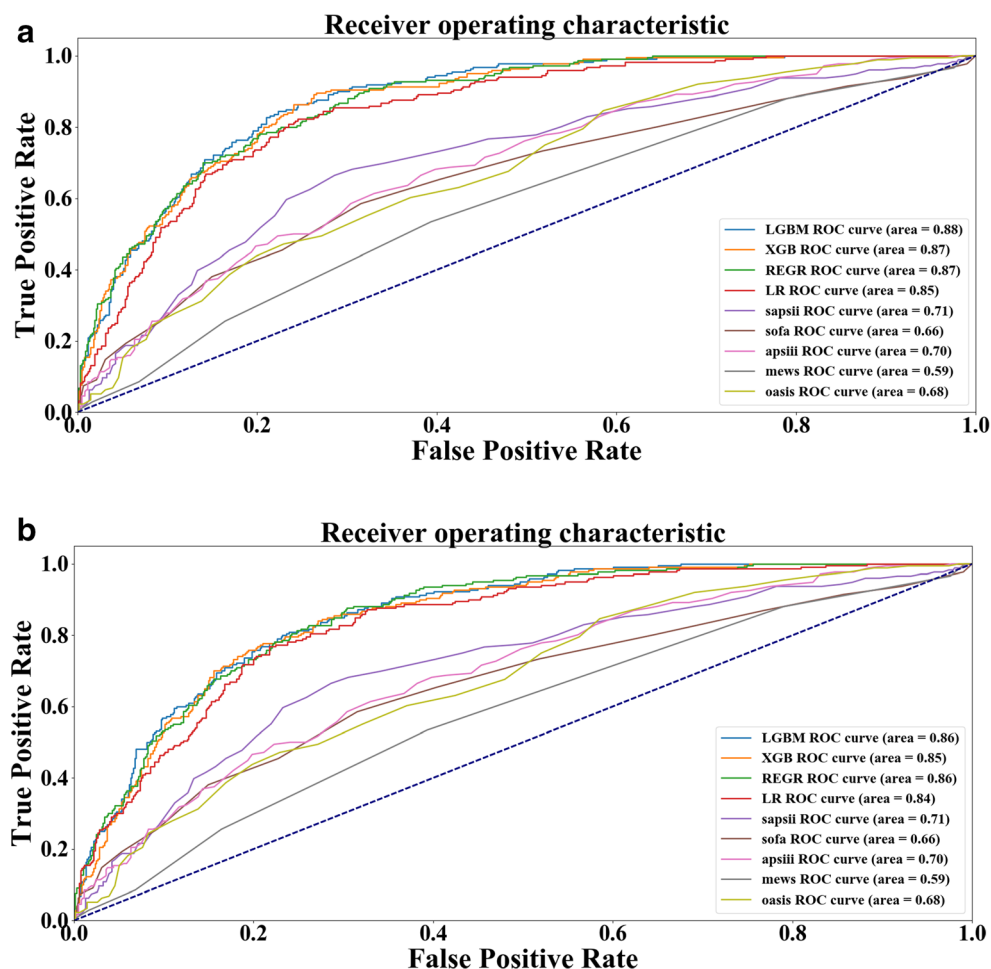 a
Receiver operating characteristic
1.0
0.8
0.6
0.4
0.2
0.0
True Positive Rate
LGBM ROC curve (area = 0.88)
XGB ROC curve (area = 0.87)
REGR ROC curve (area = 0.87)
LR ROC curve (area = 0.85)
sapsii ROC curve (area = 0.71)
sofa ROC curve (area = 0.66)
apsiii ROC curve (area = 0.70)
mews ROC curve (area = 0.59)
oasis ROC curve (area = 0.68)
0.0 0.2 0.4 0.6 0.8 1.0
False Positive Rate
b
Receiver operating characteristic
1.0
0.8
0.6
0.4
0.2
0.0
True Positive Rate
LGBM ROC curve (area = 0.86)
XGB ROC curve (area = 0.85)
REGR ROC curve (area = 0.86)
LR ROC curve (area = 0.84)
sapsii ROC curve (area = 0.71)
sofa ROC curve (area = 0.66)
apsiii ROC curve (area = 0.70)
mews ROC curve (area = 0.59)
oasis ROC curve (area = 0.68)
0.0 0.2 0.4 0.6 0.8 1.0
False Positive Rate